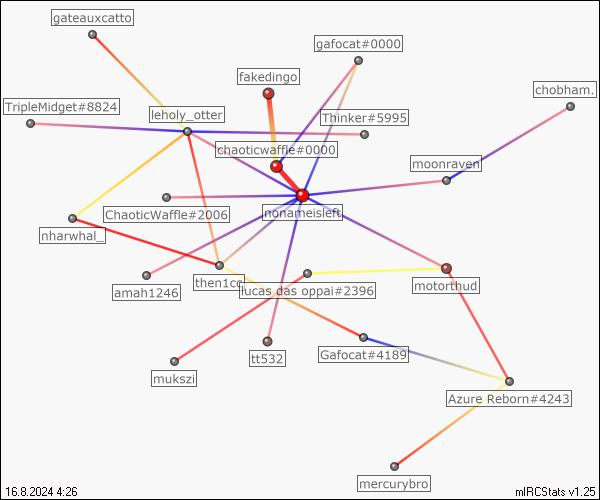 gateauxcatto
gafocat#0000
fakedingo
chobham.
TripleMidget#8824
leholy_otter
Thinker#5995
chaoticwaffle#0000
moonraven
ChaoticWaffle#2006
nonameisleft
nharwhal_
then1cc
lucas das oppai#2396
amah1246
motorthud
tt532
Gafocat#4189
mukszi
Azure Reborn#4243
mercurybro
16.8.2024 4:26
mIRCStats v1.25